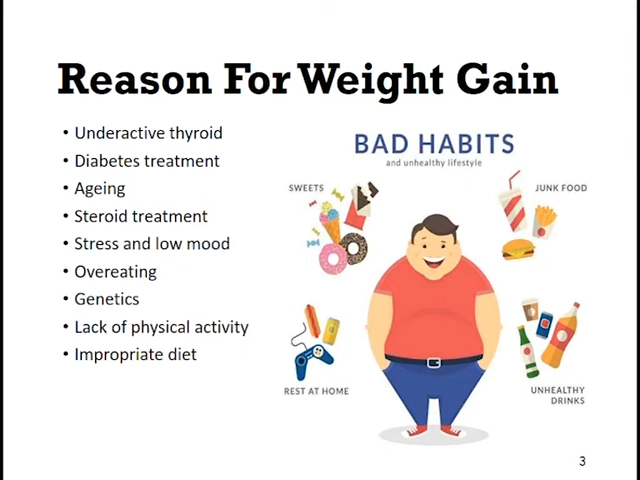 Reason For Weight Gain
• Underactive thyroid
• Diabetes treatment
• Ageing
• Steroid treatment
• Stress and low mood
• Overeating
• Genetics
• Lack of physical activity
• Impropriate diet
BAD HABITS
and unhealthy lifestyle
SWEETS
JUNK FOOD
REST AT HOME
UNHEALTHY
DRINKS
3